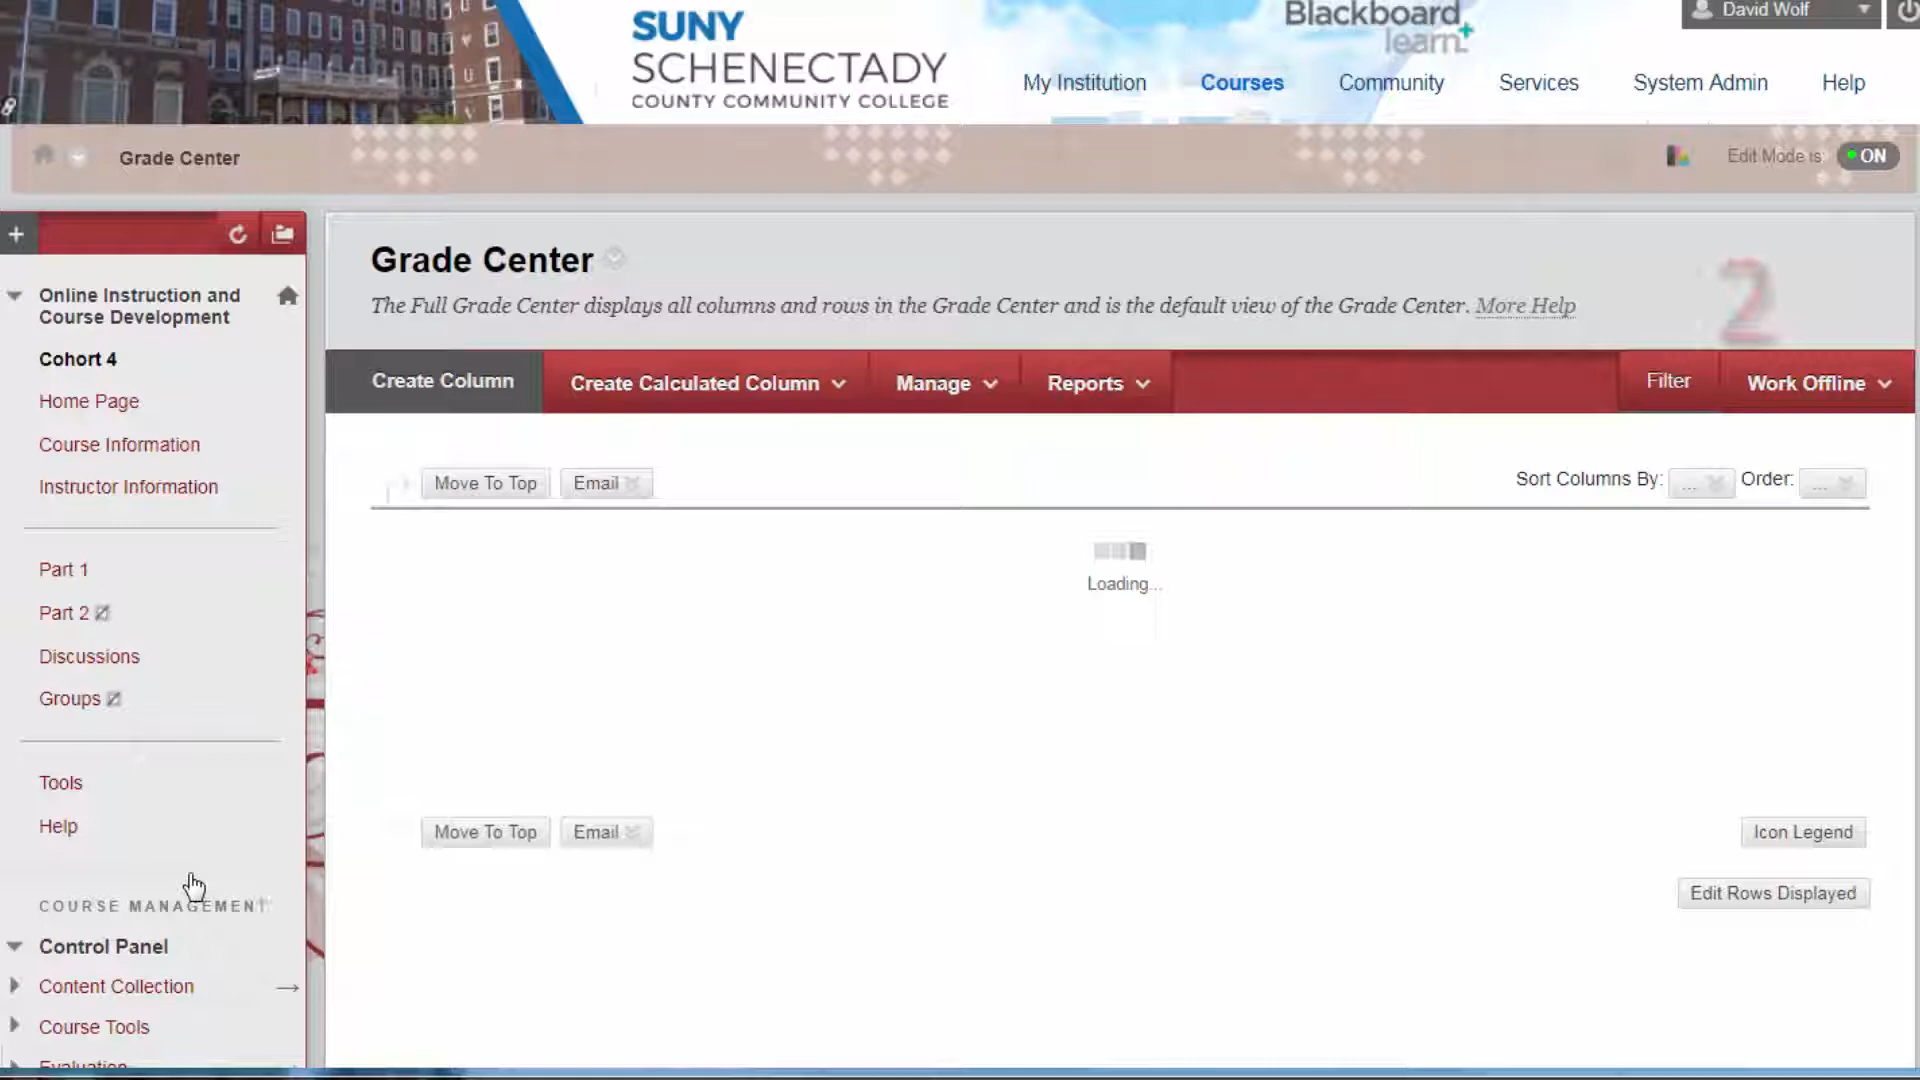 SUNY
SCHENECTADY
COUNTY COMMUNITY COLLEGE
Blackboard
learn+
David Wolf
My Institution
Courses
Community
Services
System Admin
Help
Grade Center
Edit Mode is:
ON
Online Instruction and
Course Development
Cohort 4
Home Page
Course Information
Instructor Information
Part 1
Part 2
Discussions
Groups
Tools
Help
COURSE MANAGEMENT
Control Panel
Content Collection
Course Tools
Evaluation
Grade Center
The Full Grade Center displays all columns and rows in the Grade Center and is the default view of the Grade Center. More Help
2
Create Column
Create Calculated Column
Manage
Reports
Filter
Work Offline
Move To Top
Email
Sort Columns By: ...
Order: ...
Loading...
Move To Top
Email
Icon Legend
Edit Rows Displayed